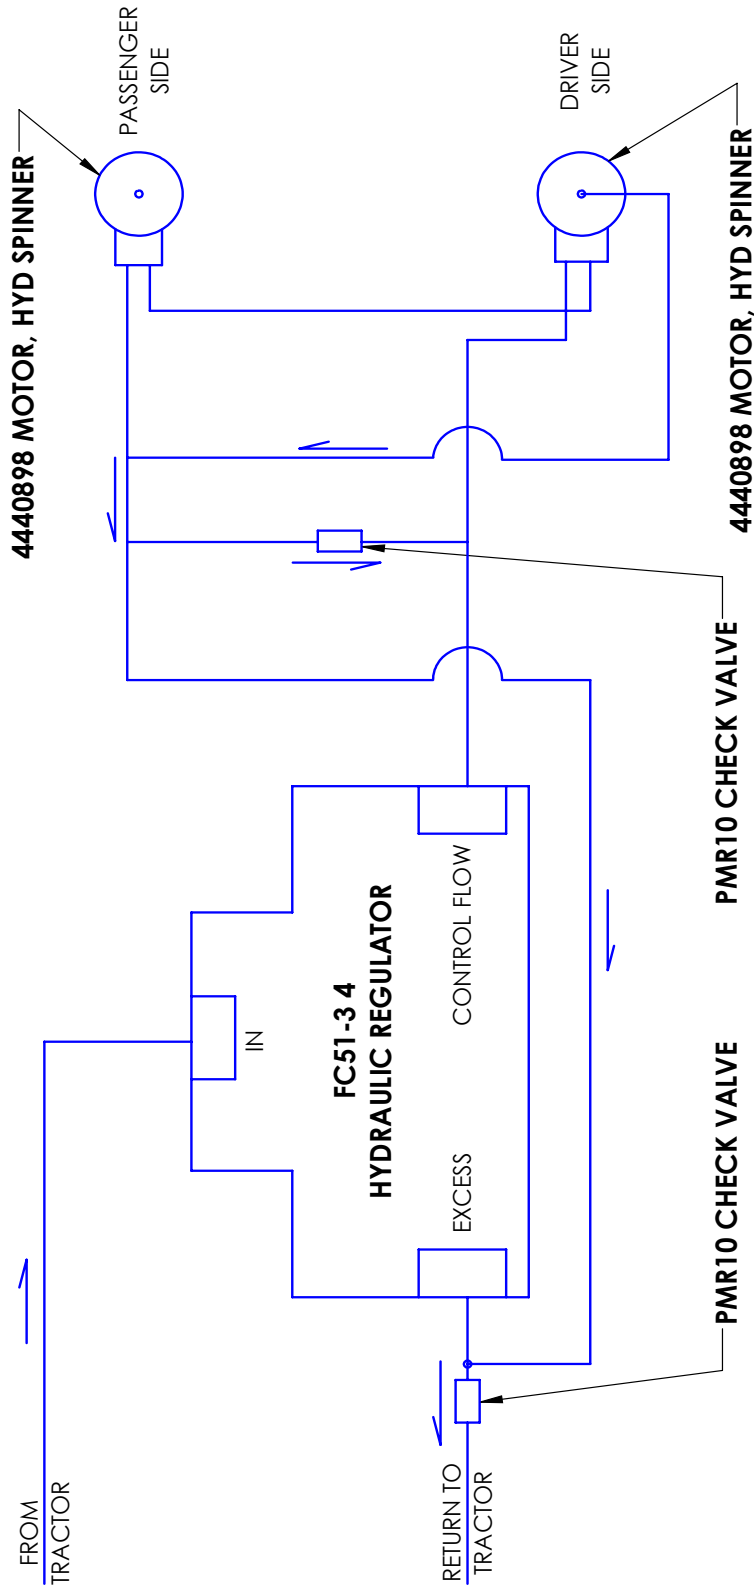 FROM
TRACTOR
RETURN TO
TRACTOR
IN
FC51-3 4
HYDRAULIC REGULATOR
EXCESS
CONTROL FLOW
4440898 MOTOR, HYD SPINNER
PASSENGER
SIDE
DRIVER
SIDE
4440898 MOTOR, HYD SPINNER
PMR10 CHECK VALVE
PMR10 CHECK VALVE